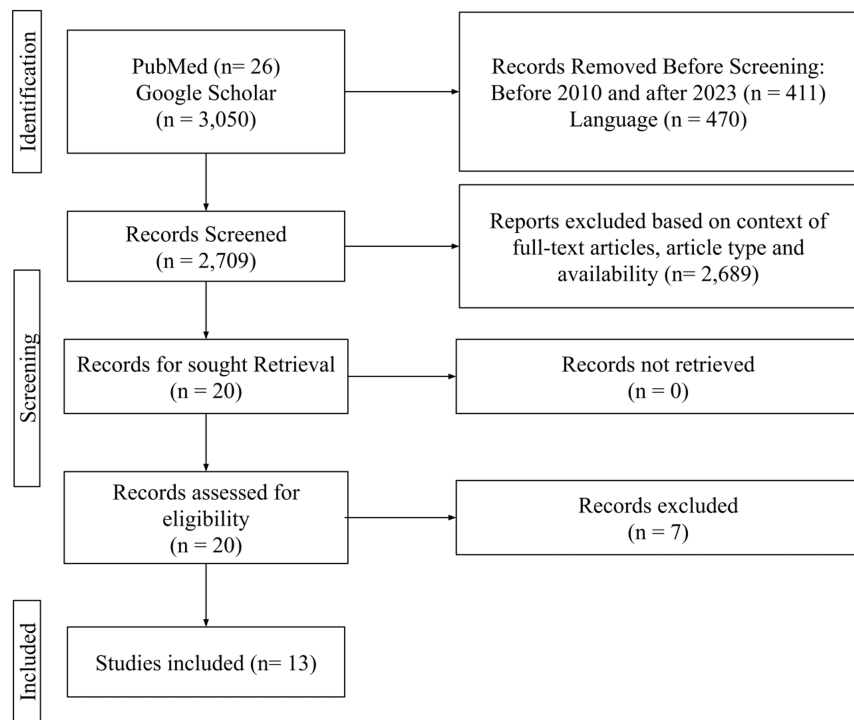 Identification
PubMed (n= 26)
Google Scholar
(n = 3,050)
Records Removed Before Screening:
Before 2010 and after 2023 (n = 411)
Language (n = 470)
Screening
Records Screened
(n = 2,709)
Reports excluded based on context of
full-text articles, article type and
availability (n= 2,689)
Records for sought Retrieval
(n = 20)
Records not retrieved
(n = 0)
Records assessed for
eligibility
(n = 20)
Records excluded
(n = 7)
Included
Studies included (n= 13)